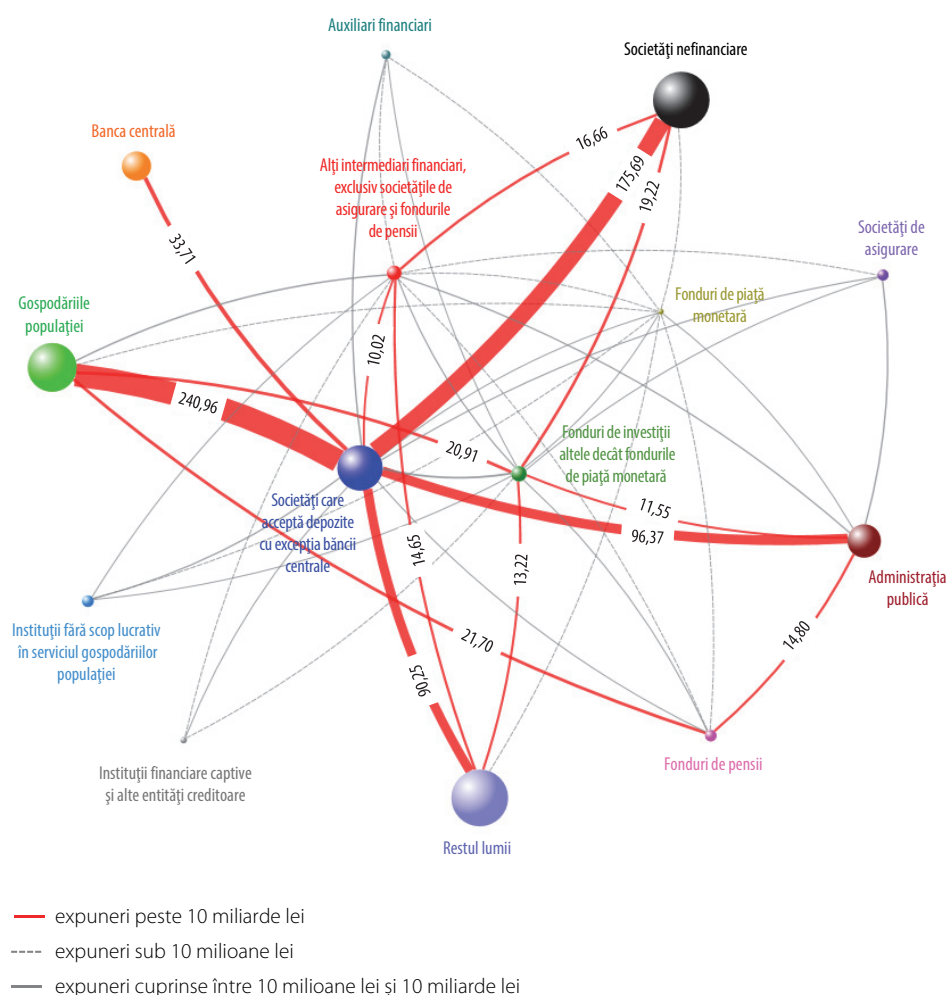 Auxiliari financiari
Societăţi nefinanciare
Banca centrală
16,66
Alţi intermediari financiari,
exclusiv societăţile de
asigurare şi fondurile
de pensii
175,69
19,22
33,71
Societăţi de
asigurare
Gospodăriile
populaţiei
Fonduri de piaţă
monetară
10,02
240,96
20,91
Fonduri de investiţii
altele decât fondurile
de piaţă monetară
Societăţi care
acceptă depozite
cu excepţia băncii
centrale
11,55
96,37
14,65
13,22
Administraţia
publică
Instituţii fără scop lucrativ
în serviciul gospodăriilor
populaţiei
21,70
14,80
90,25
Instituţii financiare captive
şi alte entităţi creditoare
Fonduri de pensii
Restul lumii
expuneri peste 10 miliarde lei
expuneri sub 10 milioane lei
expuneri cuprinse între 10 milioane lei și 10 miliarde lei